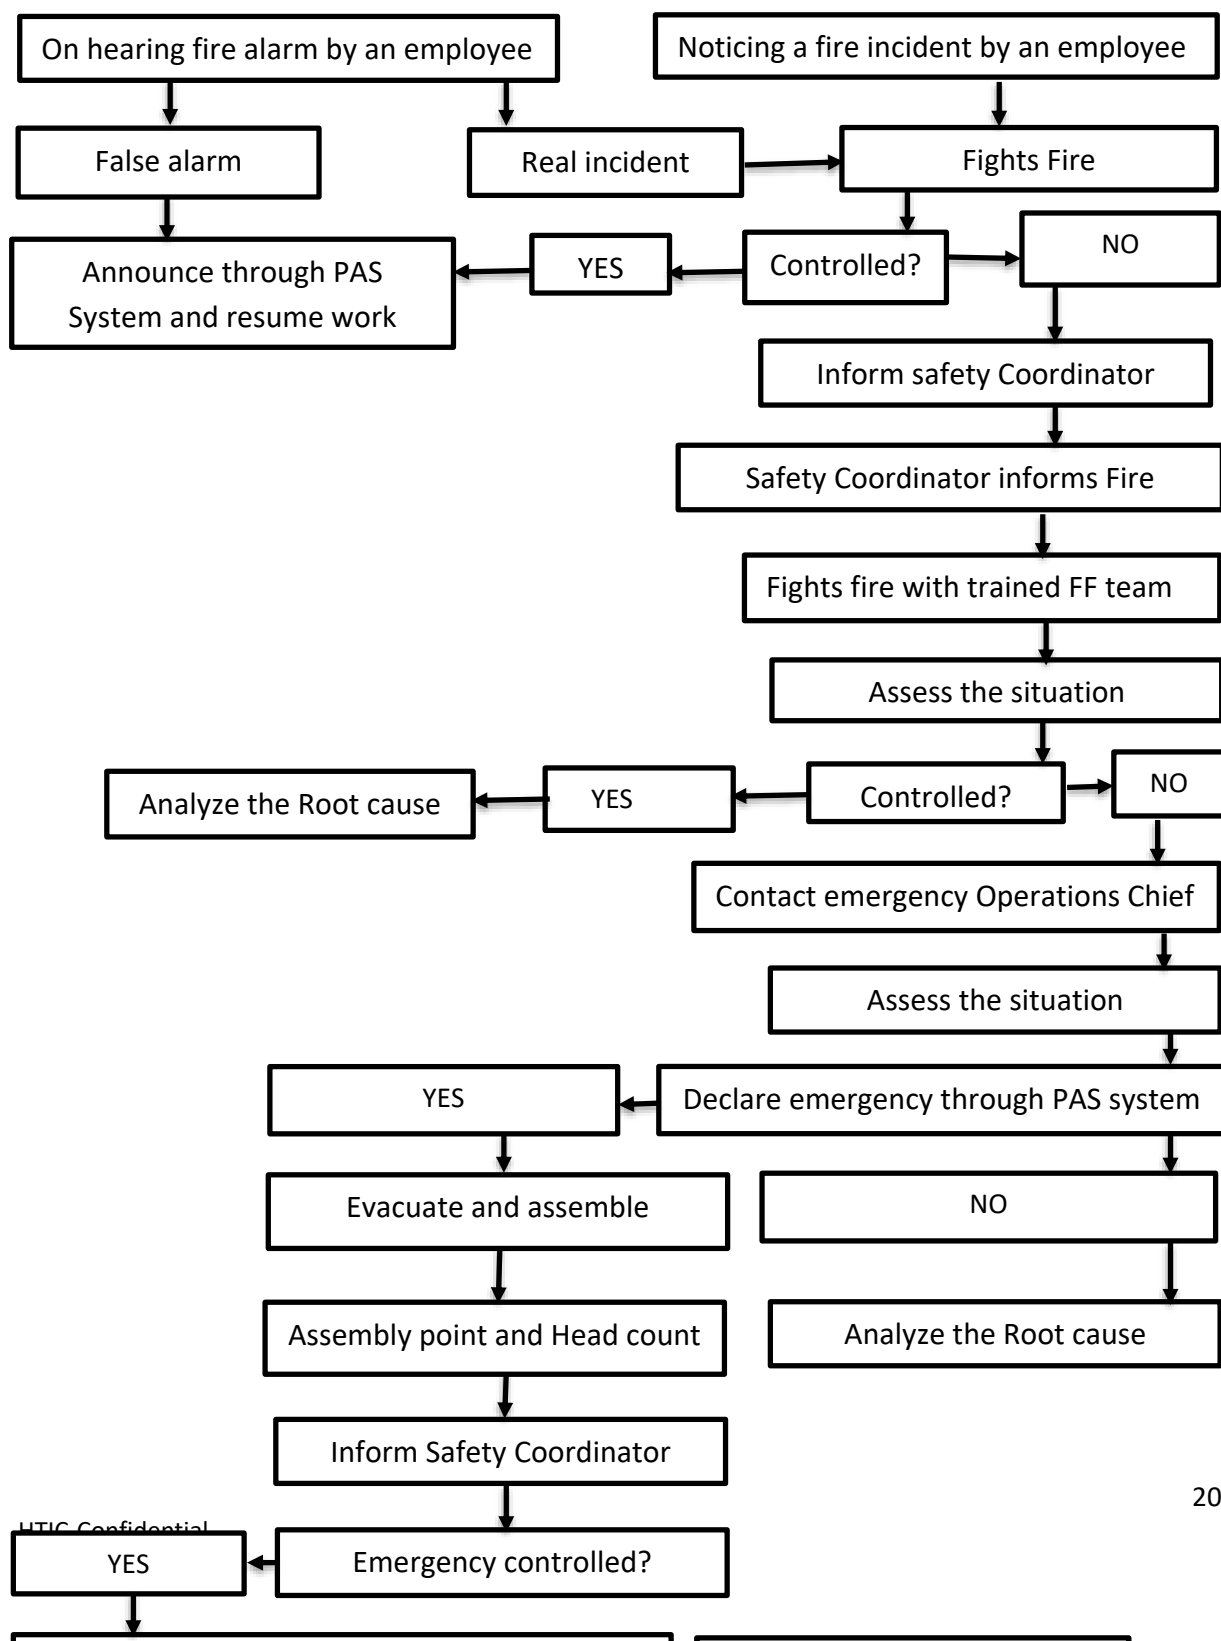 On hearing fire alarm by an employee
Noticing a fire incident by an employee
False alarm
Real incident
Fights Fire
Announce through PAS
System and resume work
YES
Controlled?
NO
Inform safety Coordinator
Safety Coordinator informs Fire
Fights fire with trained FF team
Assess the situation
Analyze the Root cause
YES
Controlled?
NO
Contact emergency Operations Chief
Assess the situation
YES
Declare emergency through PAS system
Evacuate and assemble
NO
Assembly point and Head count
Analyze the Root cause
Inform Safety Coordinator
20
HTIC Confidential
YES
Emergency controlled?